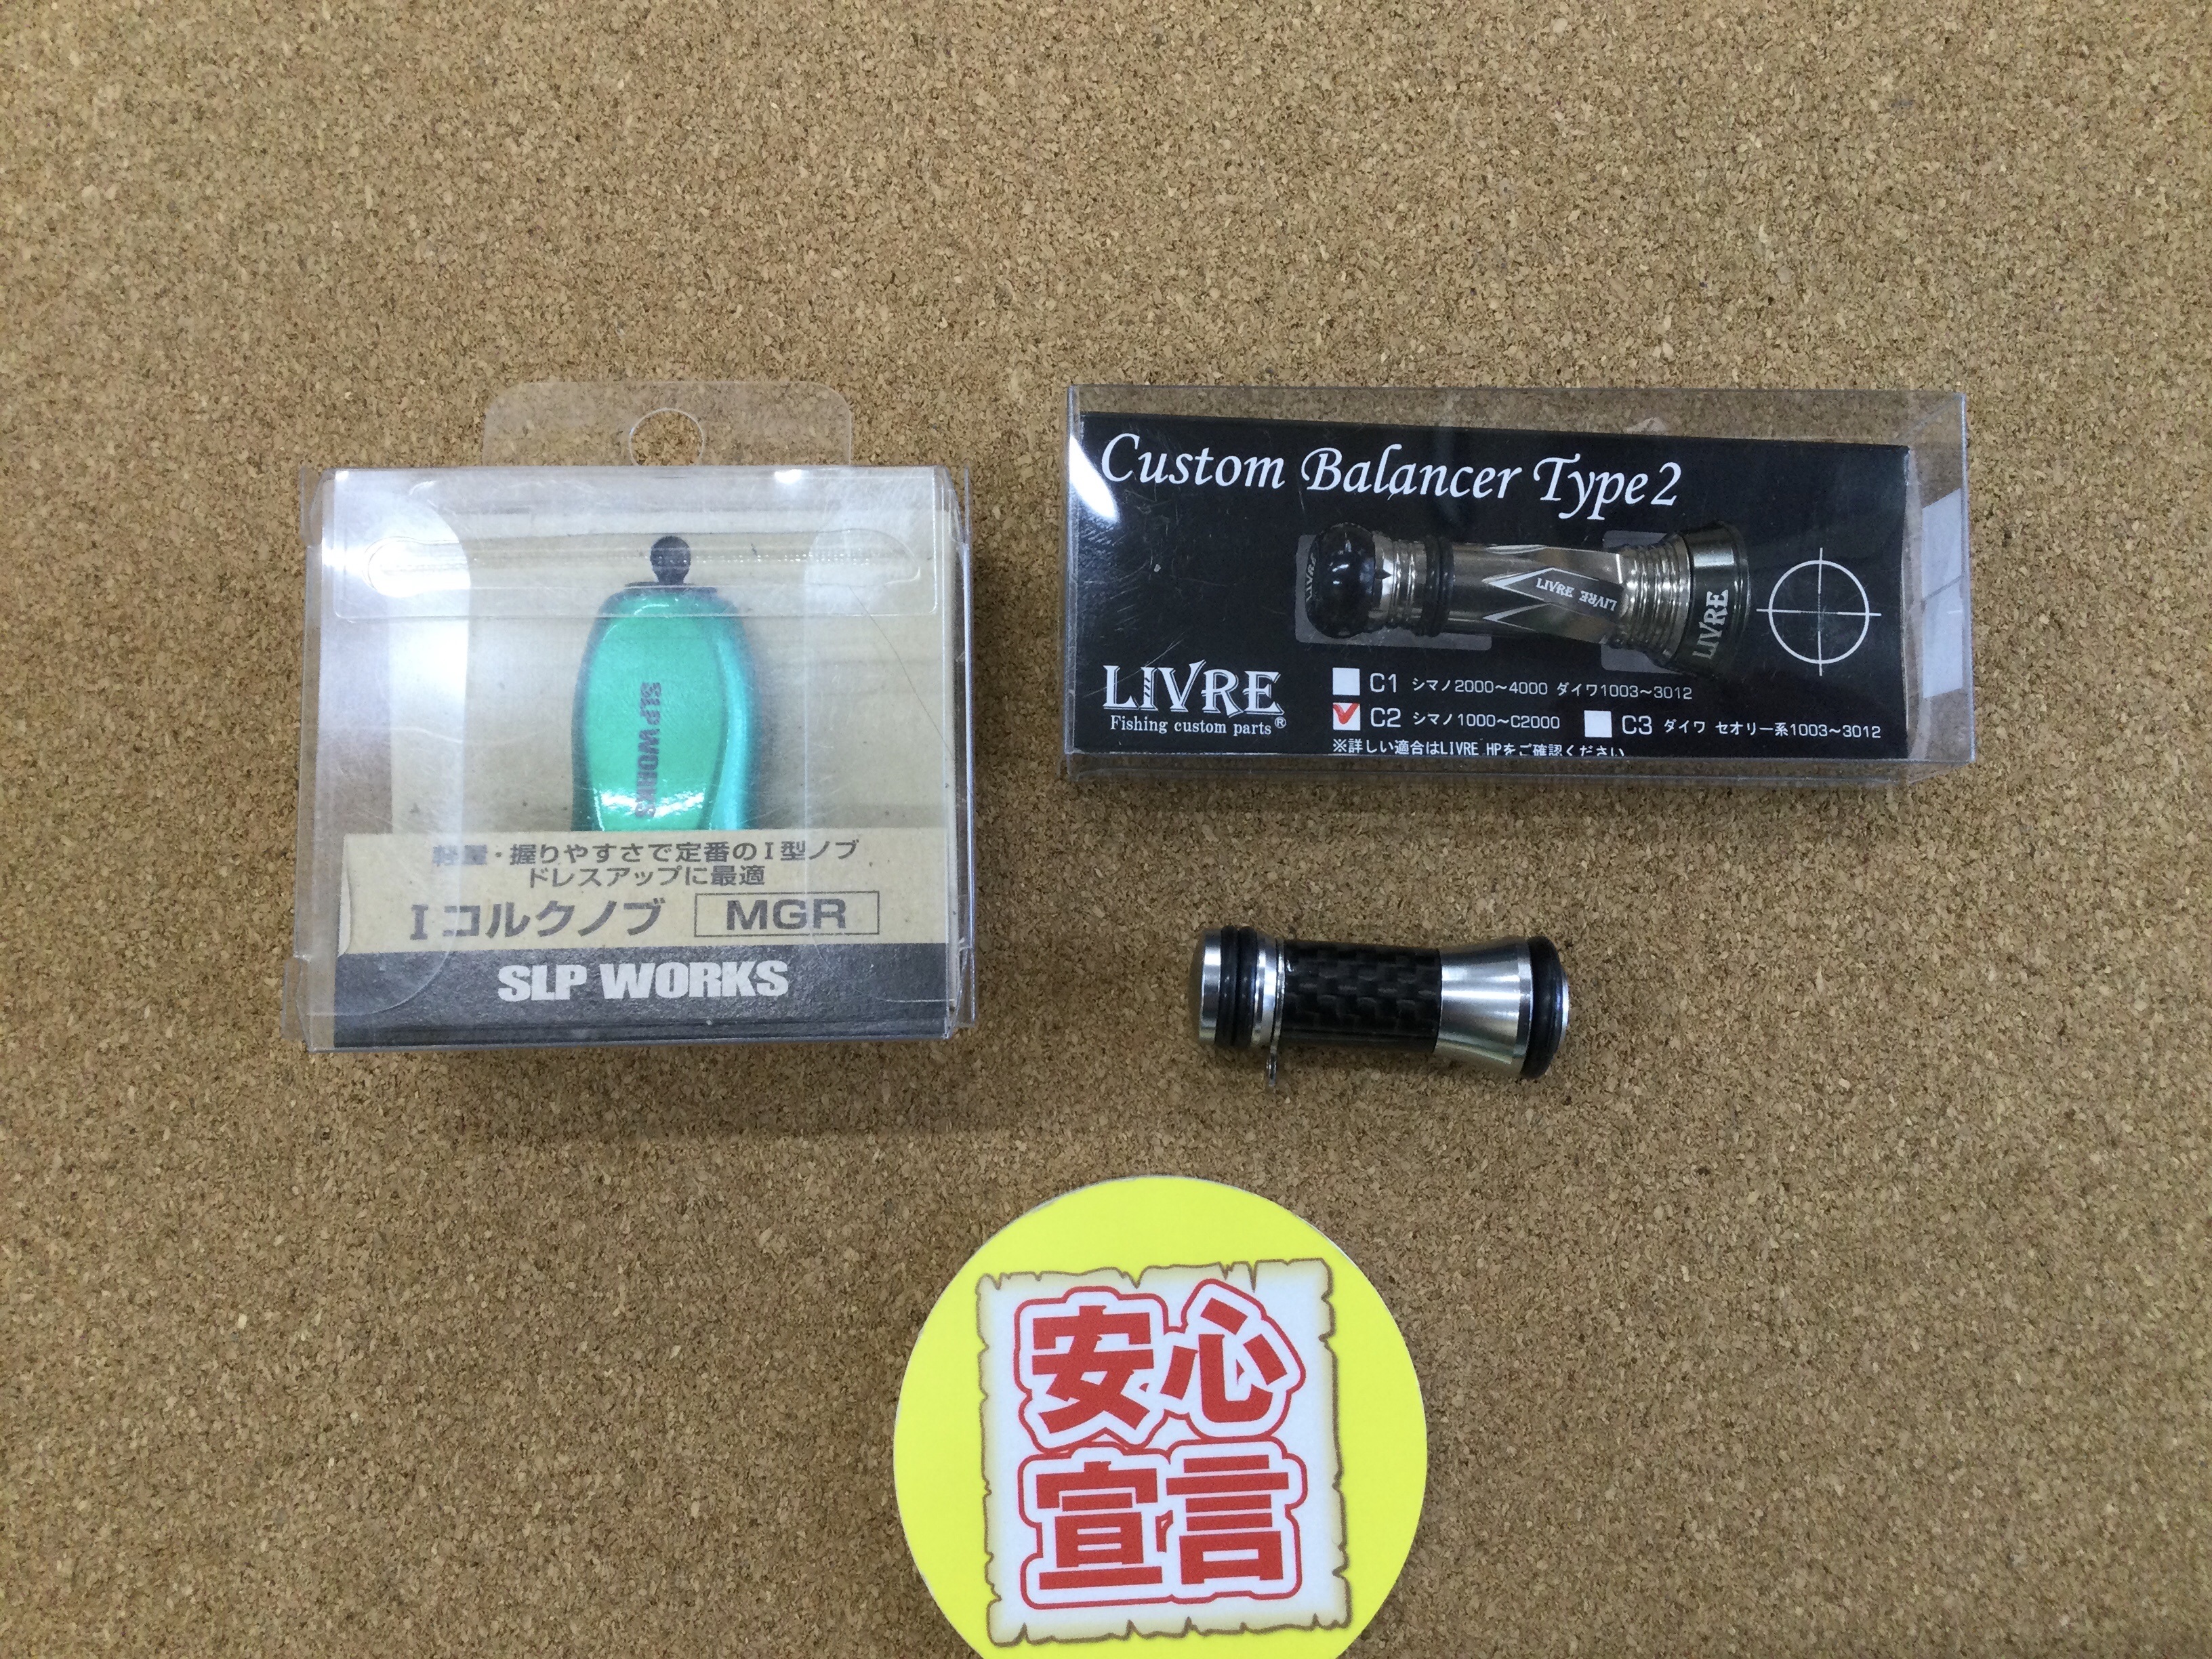 SLP WORKS
・握りやすさで定番のI型ノブ
ドレスアップに最適
Iコルクノブ MGR
SLP WORKS
Custom Balancer Type2
LIVRE LIVRE
LIVRE
LIVRE
Fishing custom parts®
C1 シマノ2000～4000 ダイワ1003～3012
C2 シマノ1000～C2000 C3 ダイワ セオリー系1003～3012
※詳しい適合はLIVRE HPをご確認ください
安心
宣言